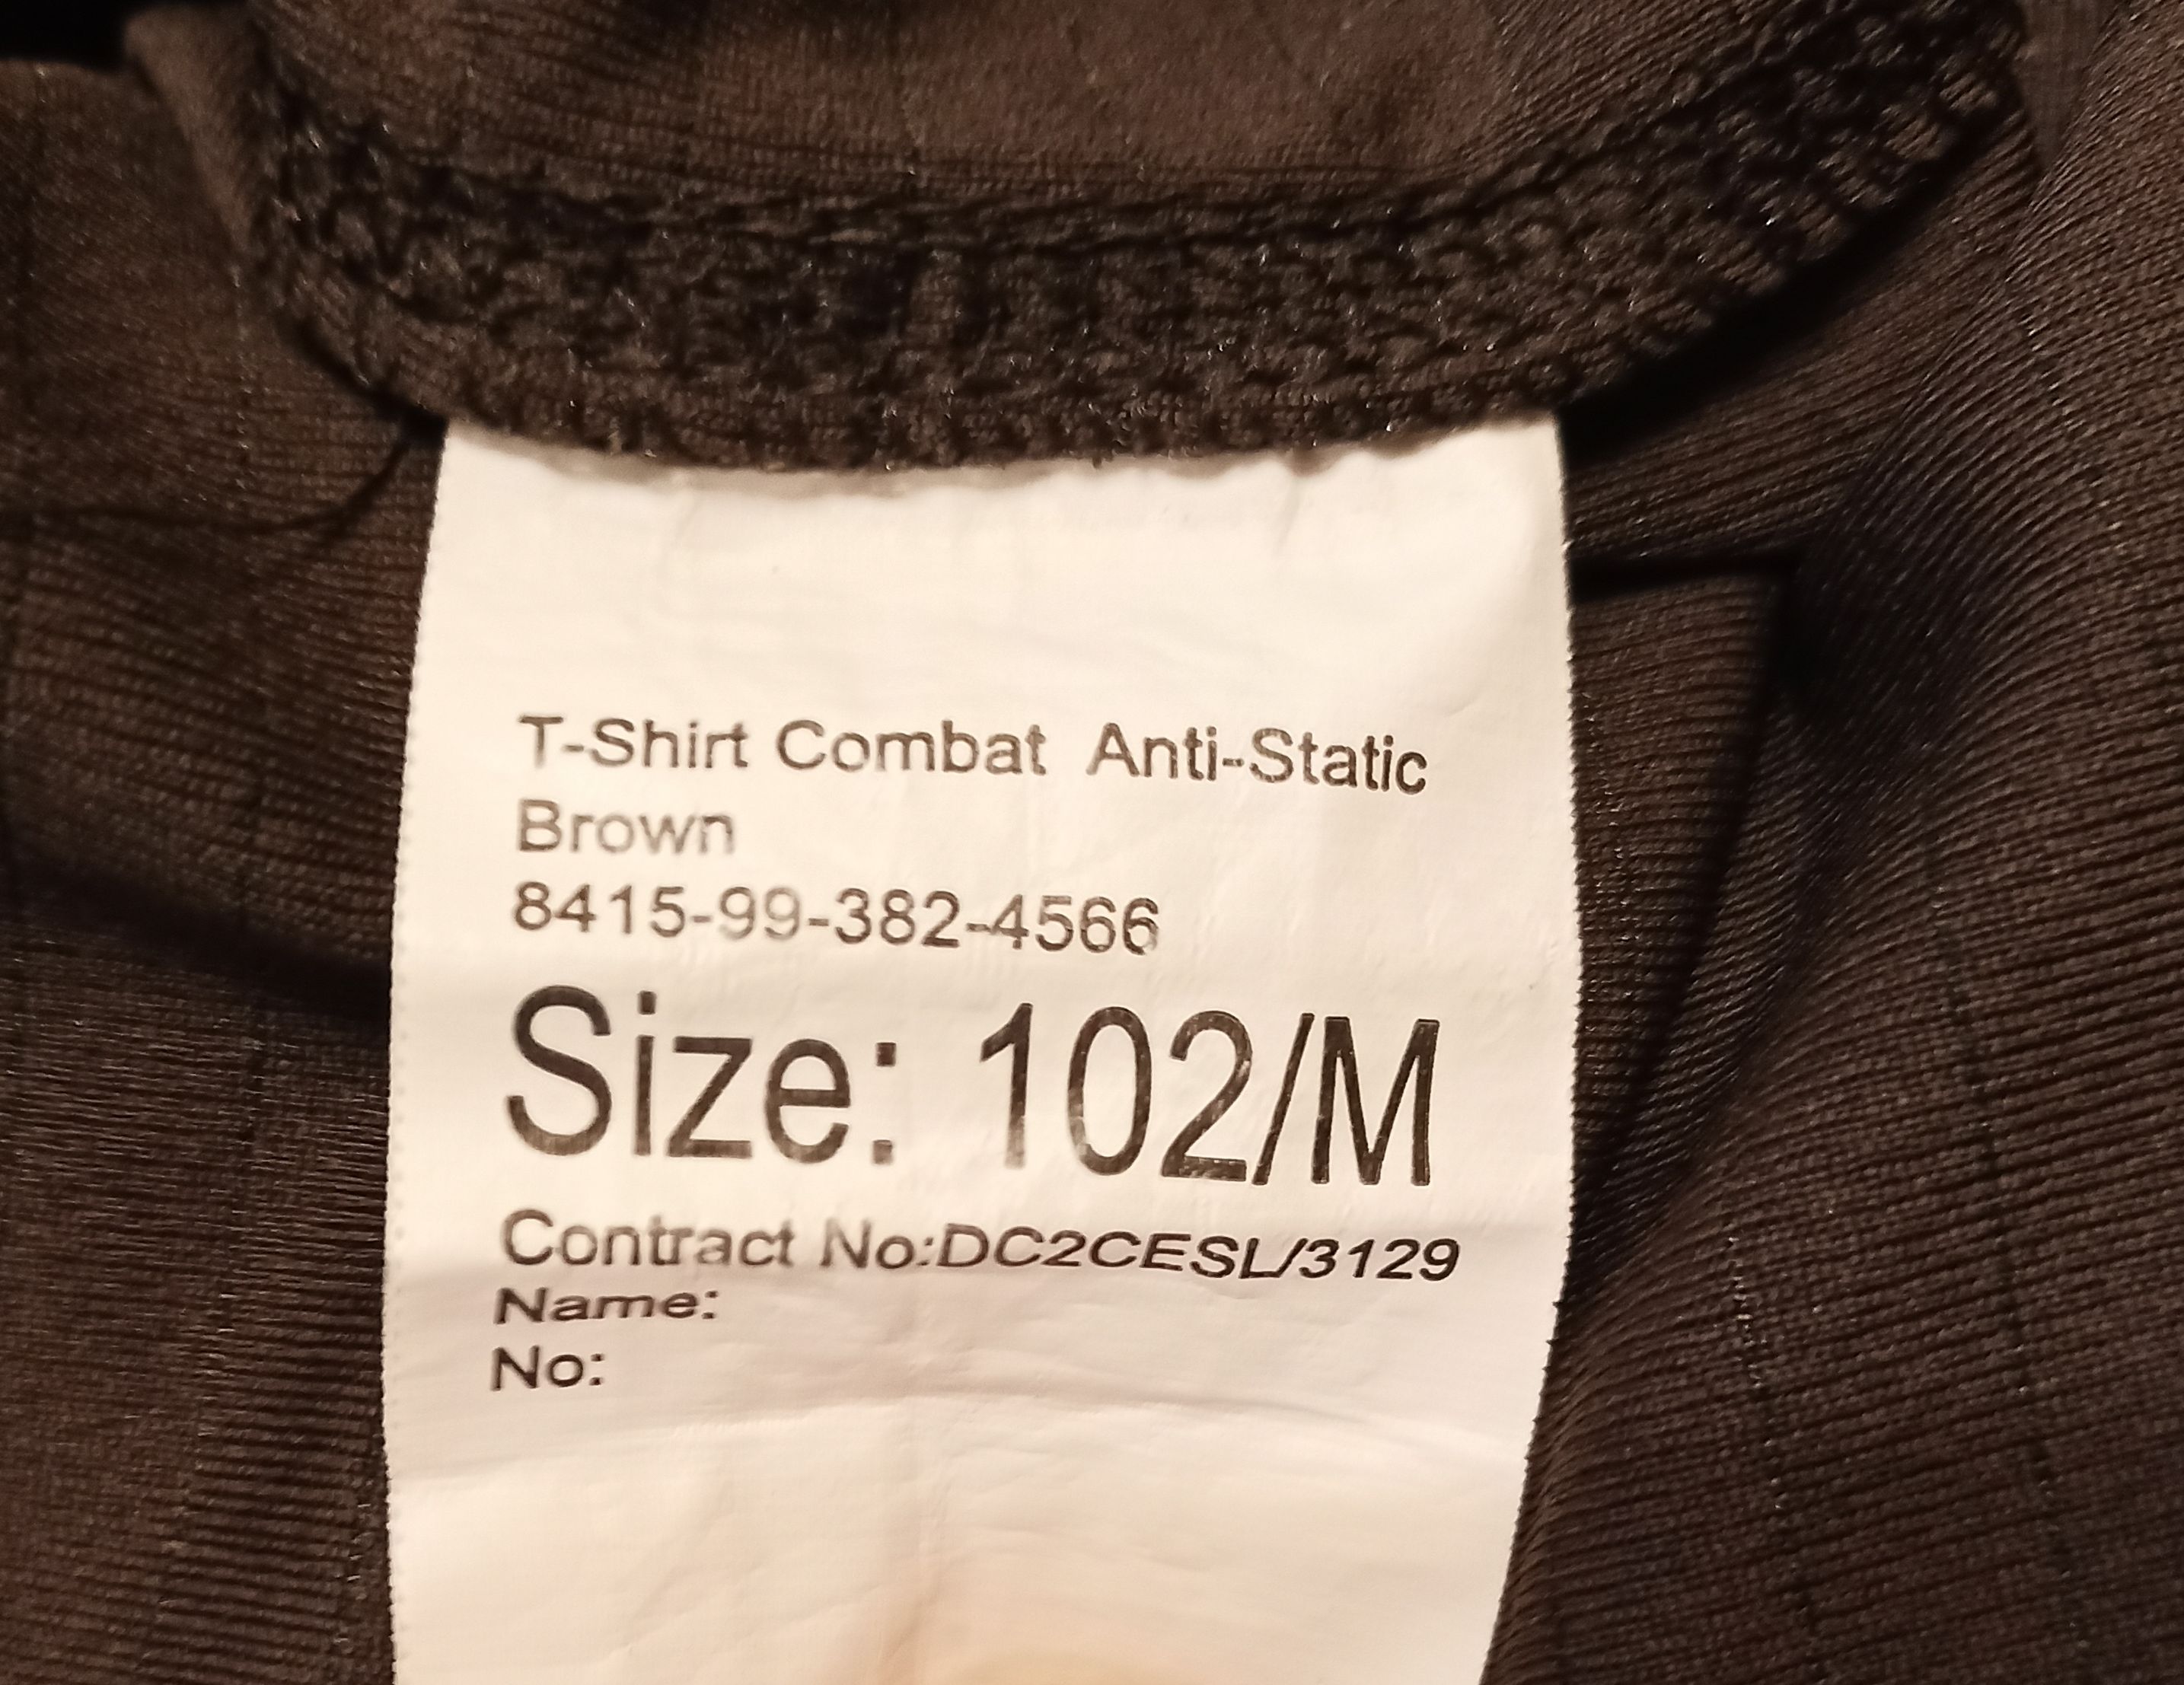 T-Shirt Combat Anti-Static
Brown
8415-99-382-4566
Size: 102/M
Contract No:DC2CESL/3129
Name:
No: